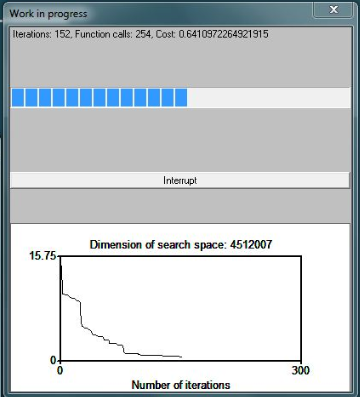 Work in progress
Iterations: 152, Function calls: 254, Cost: 0.6410972264921915
Interrupt
Dimension of search space: 4512007
15.75
0
0 300
Number of iterations